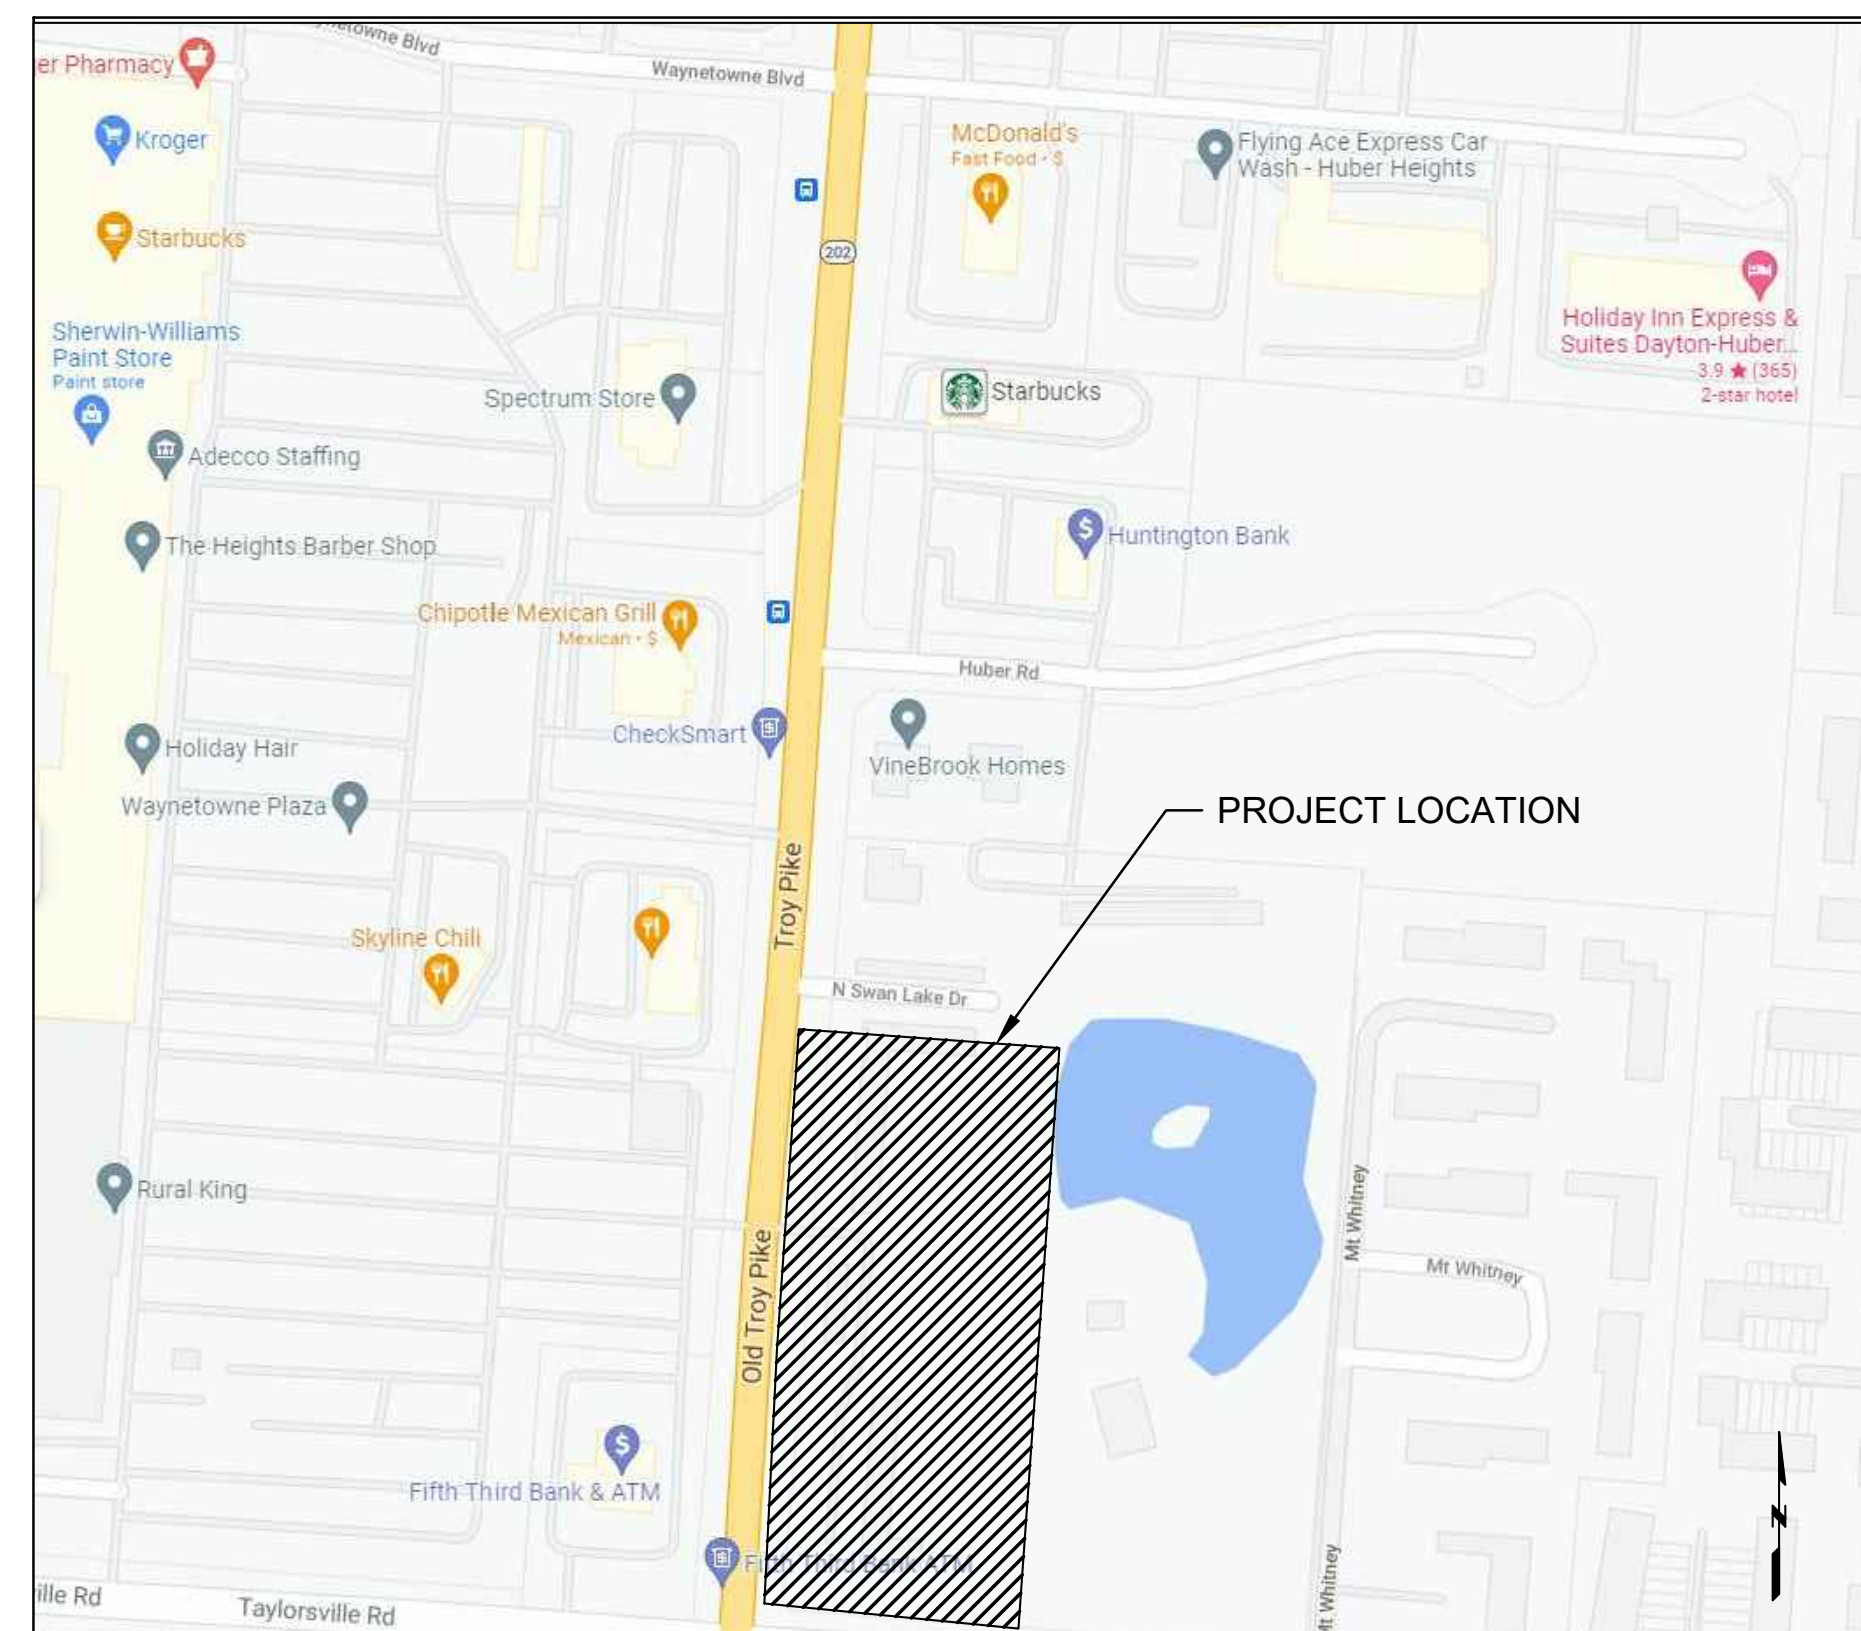 Waynetowne Blvd
er Pharmacy
Waynetowne Blvd
Kroger
McDonald's
Fast Food • $
Flying Ace Express Car
Wash - Huber Heights
Starbucks
202
Sherwin-Williams
Paint Store
Paint store
Holiday Inn Express &
Suites Dayton-Huber...
3.9 ★ (365)
2-star hotel
Spectrum Store
Starbucks
Adecco Staffing
The Heights Barber Shop
Huntington Bank
Chipotle Mexican Grill
Mexican • $
Huber Rd
CheckSmart
Holiday Hair
VineBrook Homes
Waynetowne Plaza
PROJECT LOCATION
Troy Pike
Skyline Chili
N Swan Lake Dr
Rural King
Mt Whitney
Mt Whitney
Old Troy Pike
Fifth Third Bank & ATM
N
Fifth Third Bank ATM
ille Rd
Taylorsville Rd
Mt Whitney